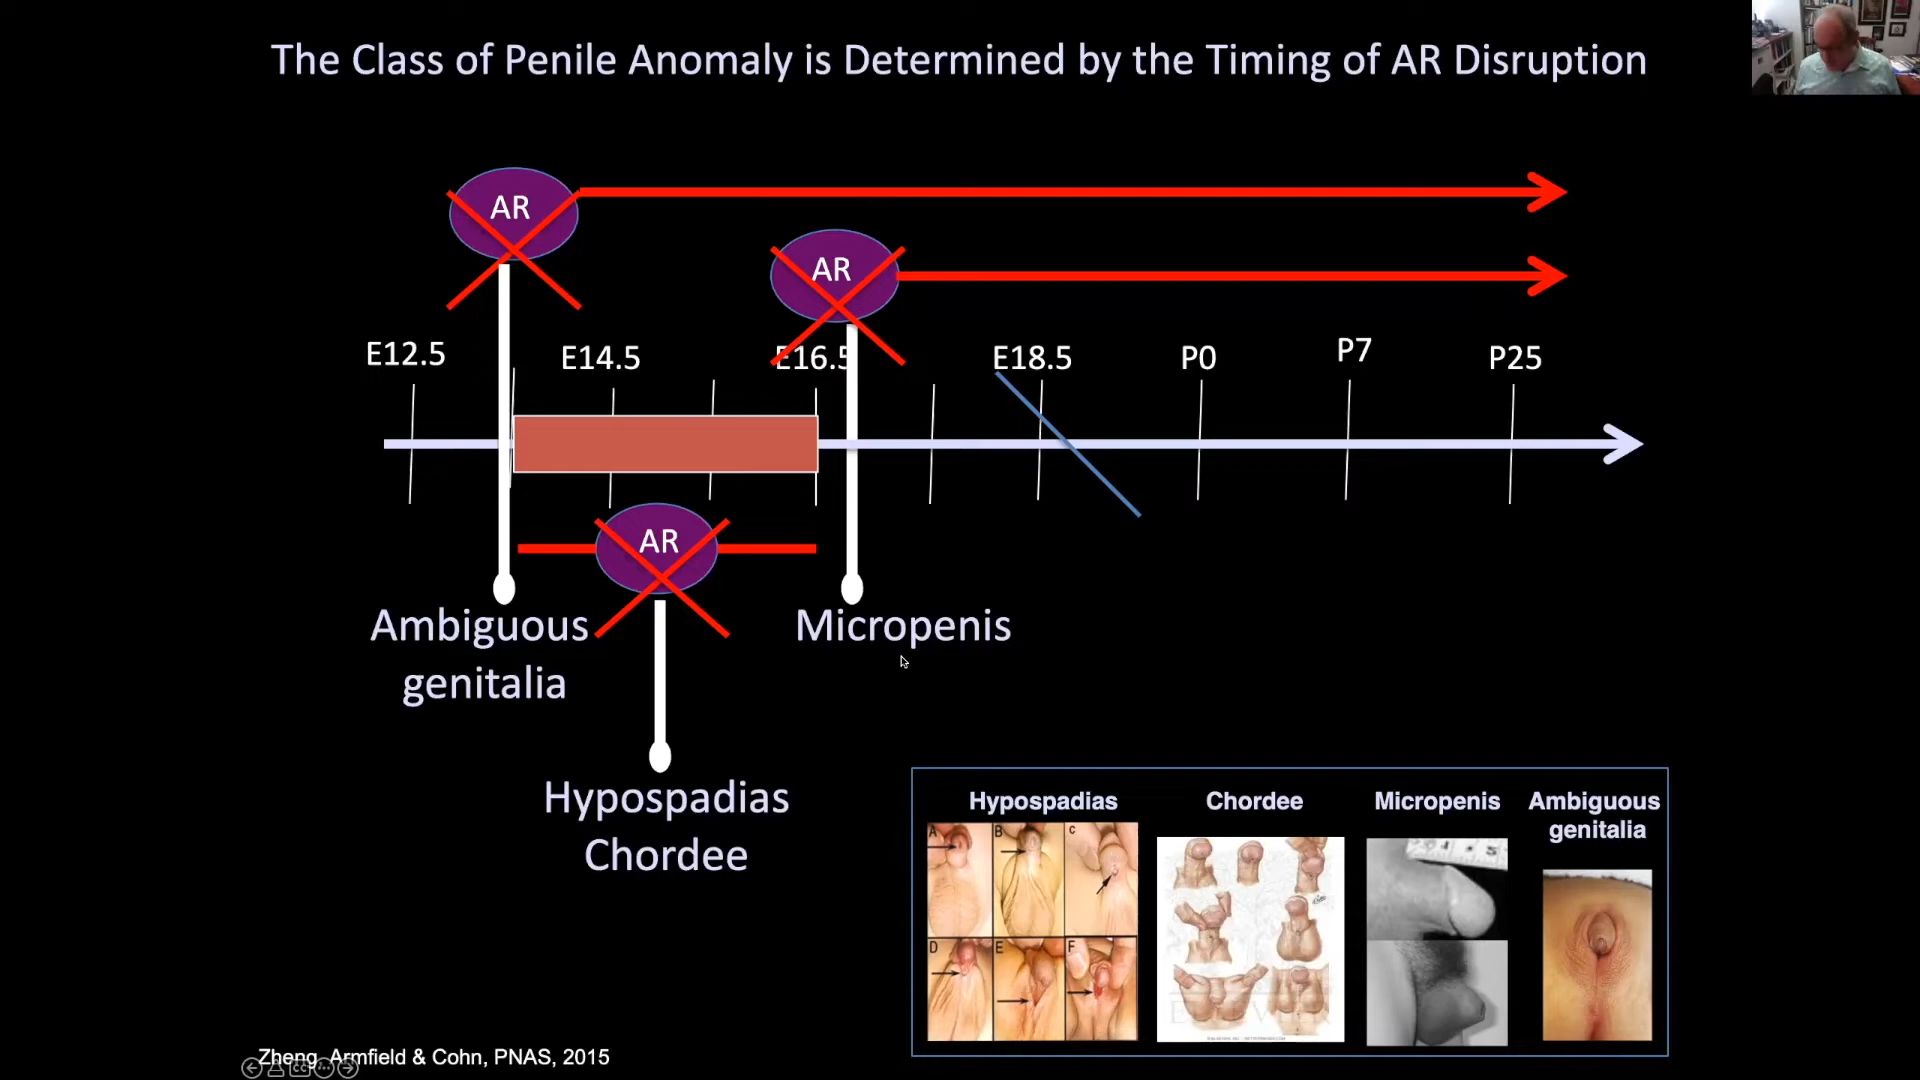 The Class of Penile Anomaly is Determined by the Timing of AR Disruption
AR
AR
E12.5 E14.5 E16.5 E18.5 P0 P7 P25
AR
Ambiguous
genitalia
Micropenis
Hypospadias
Chordee
Hypospadias Chordee Micropenis Ambiguous
genitalia
A B C
D E F
Zheng, Armfield & Cohn, PNAS, 2015